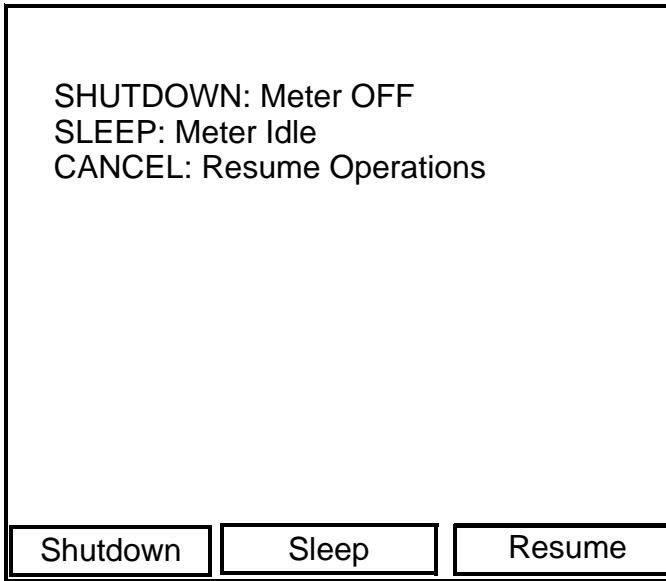 SHUTDOWN: Meter OFF
SLEEP: Meter Idle
CANCEL: Resume Operations
Shutdown Sleep Resume